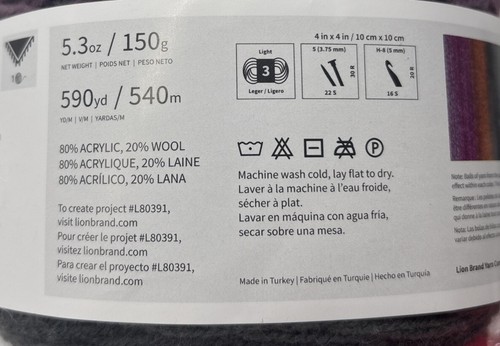 5.3oz / 150g
NET WEIGHT | POIDS NET | PESO NETO
590yd / 540m
YD/M | V/M | YARDAS/M
80% ACRYLIC, 20% WOOL
80% ACRYLIQUE, 20% LAINE
80% ACRÍLICO, 20% LANA
To create project #L80391,
visit lionbrand.com
Pour créer le projet #L80391,
visitez lionbrand.com
Para crear el proyecto #L80391,
visite lionbrand.com
4 in x 4 in / 10 cm x 10 cm
Light
3
Leger / Ligero
5 (3.75 mm)
30 R
22 S
H-8 (5 mm)
20 R
16 S
P
Machine wash cold, lay flat to dry.
Laver à la machine à l'eau froide,
sécher à plat.
Lavar en máquina con agua fría,
secar sobre una mesa.
Made in Turkey | Fabriqué en Turquie | Hecho en Turquía
Lion Brand Yarn